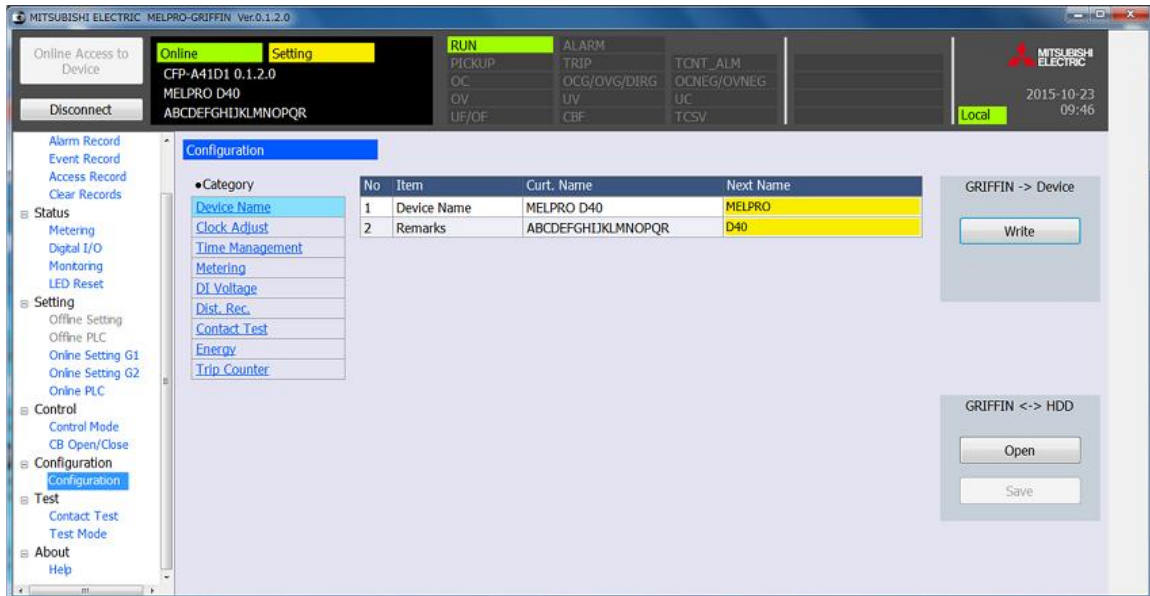 MITSUBISHI ELECTRIC MELPRO-GRIFFIN Ver.0.1.2.0
Online Access to Device
Disconnect
Online Setting
CFP-A41D1 0.1.2.0
MELPRO D40
ABCDEFGHIJKLMNOPQR
RUN ALARM
PICKUP TRIP TCNT_ALM
OC OCG/OVG/DIRG OCNEG/OVNEG
OV UV UC
UF/OF CBF TCSV
MITSUBISHI ELECTRIC
2015-10-23
Local 09:46
Alarm Record
Event Record
Access Record
Clear Records
Status
Metering
Digital I/O
Monitoring
LED Reset
Setting
Offline Setting
Offline PLC
Online Setting G1
Online Setting G2
Online PLC
Control
Control Mode
CB Open/Close
Configuration
Configuration
Test
Contact Test
Test Mode
About
Help
Configuration
●Category
Device Name
Clock Adjust
Time Management
Metering
DI Voltage
Dist. Rec.
Contact Test
Energy
Trip Counter
No Item Curt. Name Next Name
1 Device Name MELPRO D40 MELPRO
2 Remarks ABCDEFGHIJKLMNOPQR D40
GRIFFIN -> Device
Write
GRIFFIN <-> HDD
Open
Save